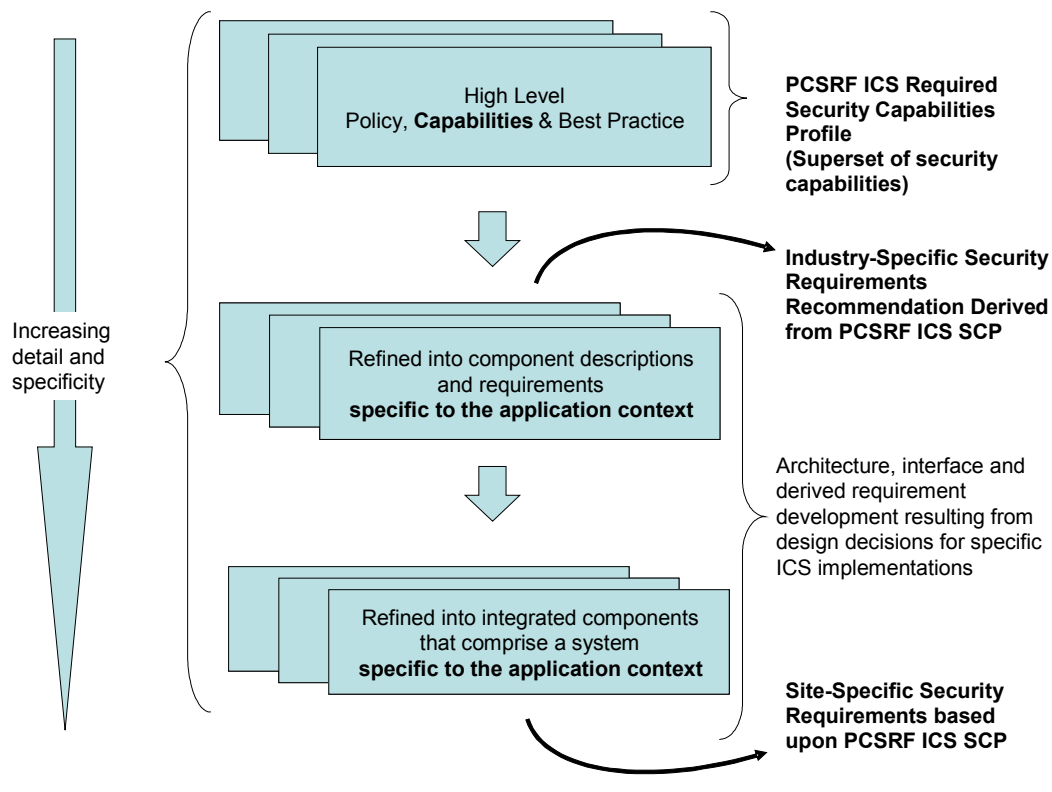 High Level
Policy, Capabilities & Best Practice
PCSRF ICS Required
Security Capabilities
Profile
(Superset of security
capabilities)
Industry-Specific Security
Requirements
Recommendation Derived
from PCSRF ICS SCP
Increasing
detail and
specificity
Refined into component descriptions
and requirements
specific to the application context
Architecture, interface and
derived requirement
development resulting from
design decisions for specific
ICS implementations
Refined into integrated components
that comprise a system
specific to the application context
Site-Specific Security
Requirements based
upon PCSRF ICS SCP